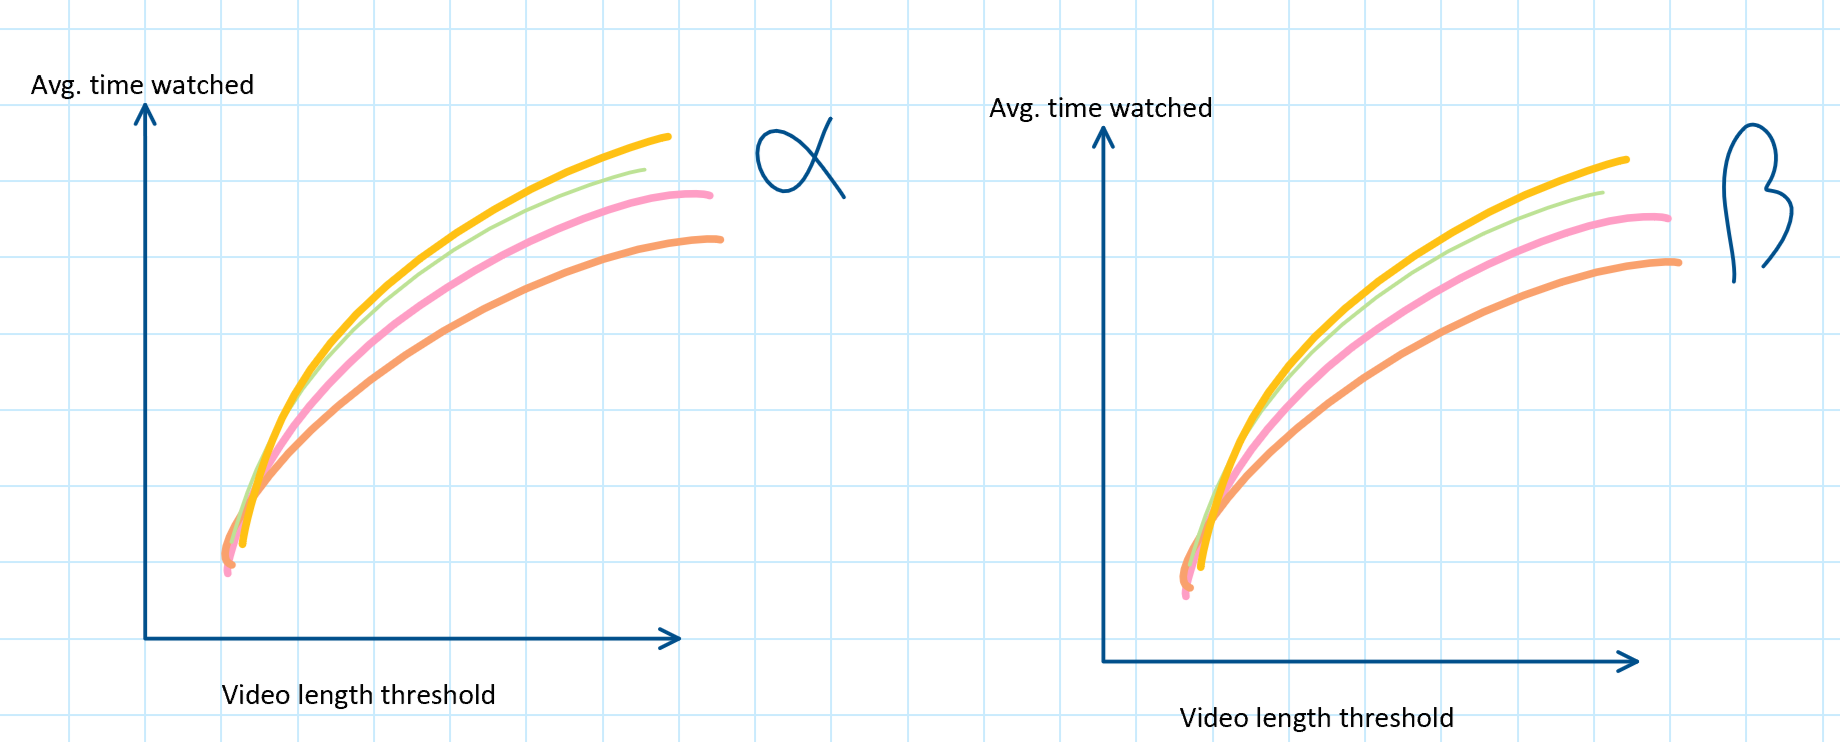 Avg. time watched
α
Video length threshold
Avg. time watched
β
Video length threshold